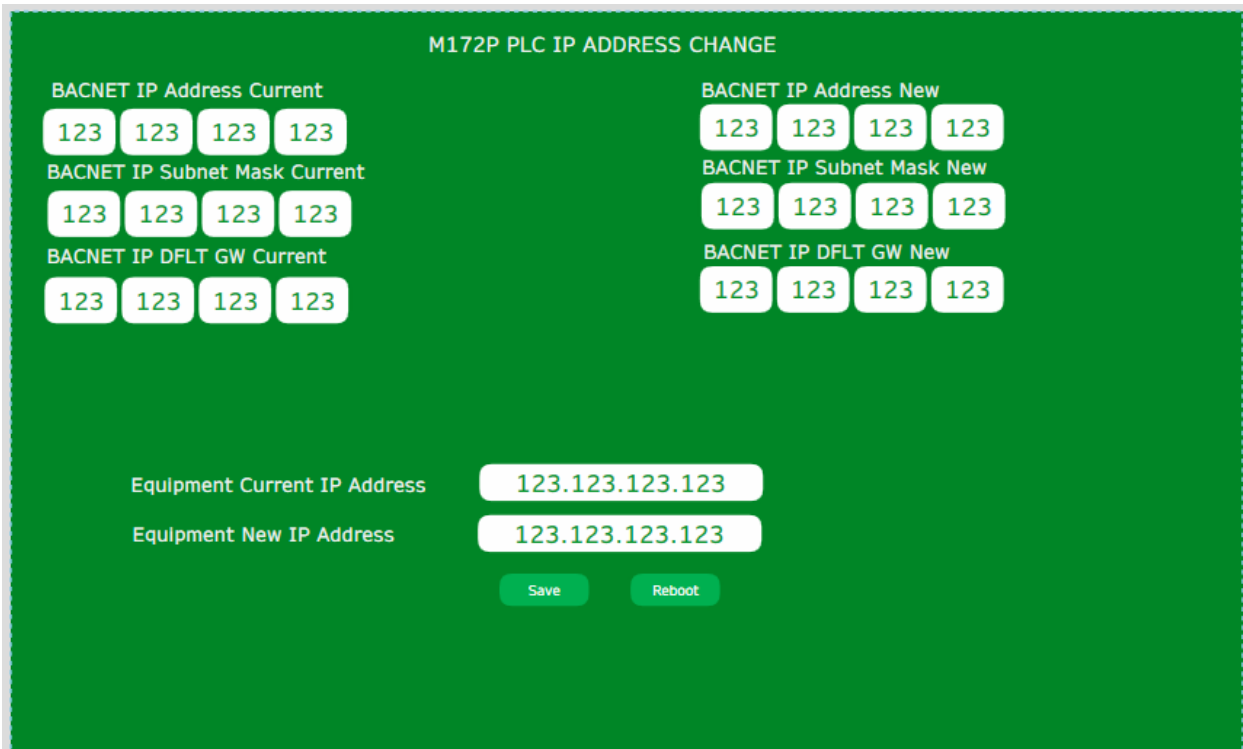 M172P PLC IP ADDRESS CHANGE
BACNET IP Address Current
123 123 123 123
BACNET IP Subnet Mask Current
123 123 123 123
BACNET IP DFLT GW Current
123 123 123 123
BACNET IP Address New
123 123 123 123
BACNET IP Subnet Mask New
123 123 123 123
BACNET IP DFLT GW New
123 123 123 123
Equipment Current IP Address 123.123.123.123
Equipment New IP Address 123.123.123.123
Save Reboot